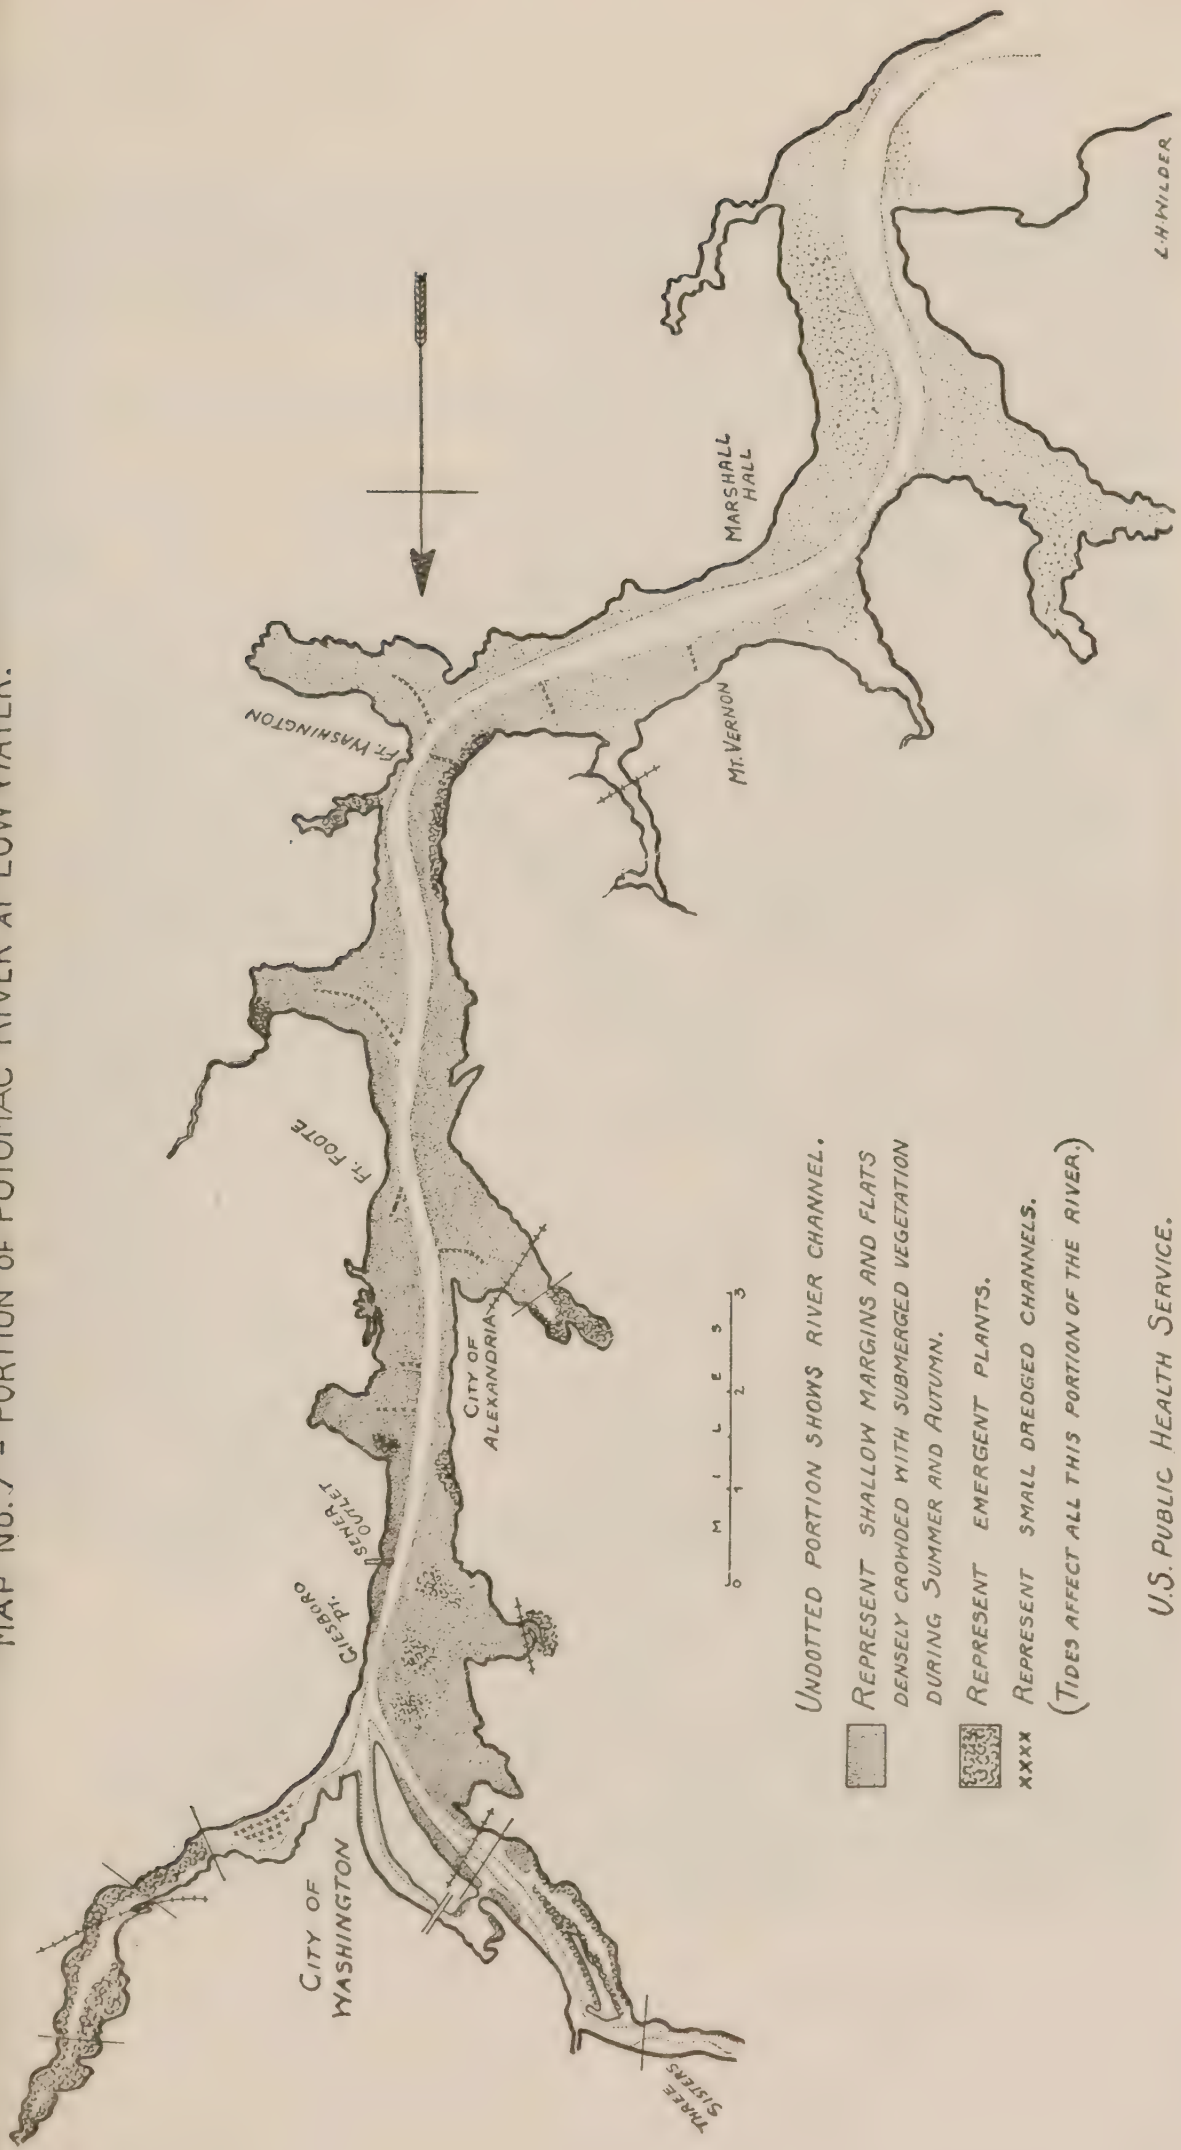 MAP NO. 7 - PORTION OF POTOMAC RIVER AT LOW WATER.
THREE
SISTERS
CITY OF
WASHINGTON
GIESBORO
PT.
SEWER
OUTLET
CITY OF
ALEXANDRIA
FT. FOOTE
FT. WASHINGTON
MT. VERNON
MARSHALL
HALL
MILES
0 1 2 3
UNDOTTED PORTION SHOWS RIVER CHANNEL.
REPRESENT SHALLOW MARGINS AND FLATS
DENSELY CROWDED WITH SUBMERGED VEGETATION
DURING SUMMER AND AUTUMN.
REPRESENT EMERGENT PLANTS.
XXXX REPRESENT SMALL DREDGED CHANNELS.
(TIDES AFFECT ALL THIS PORTION OF THE RIVER.)
U.S. PUBLIC HEALTH SERVICE.
L.H. WILDER